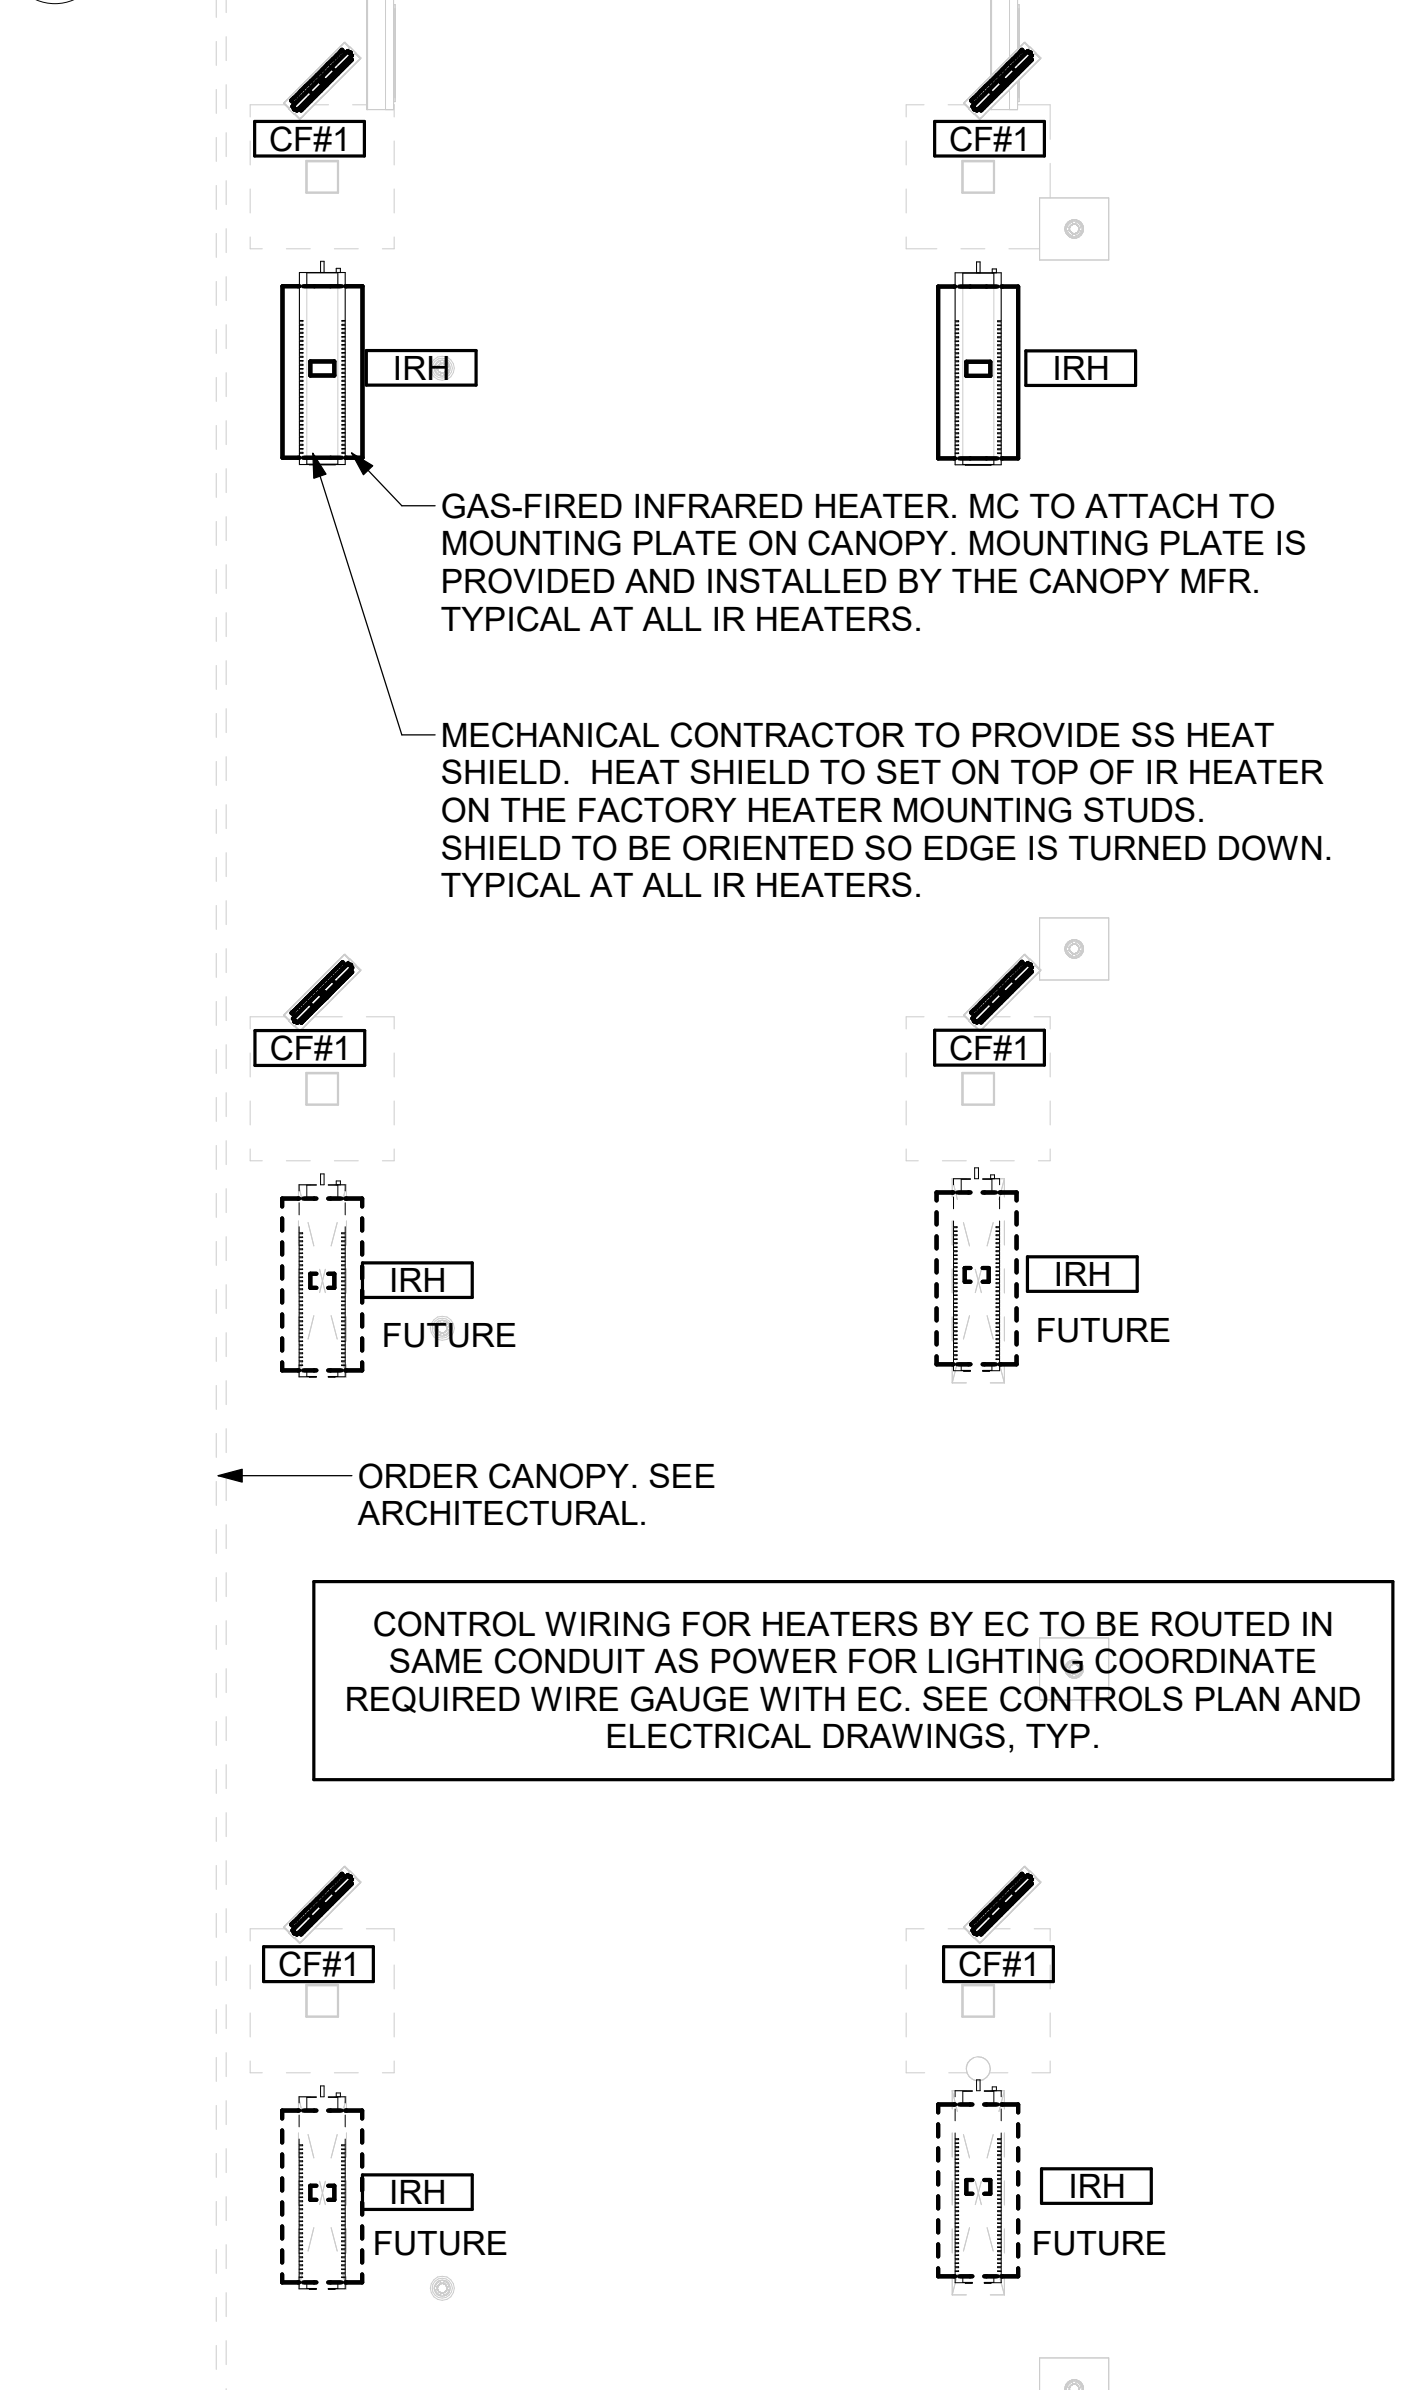 CF#1
CF#1
IRH
IRH
GAS-FIRED INFRARED HEATER. MC TO ATTACH TO
MOUNTING PLATE ON CANOPY. MOUNTING PLATE IS
PROVIDED AND INSTALLED BY THE CANOPY MFR.
TYPICAL AT ALL IR HEATERS.
MECHANICAL CONTRACTOR TO PROVIDE SS HEAT
SHIELD. HEAT SHIELD TO SET ON TOP OF IR HEATER
ON THE FACTORY HEATER MOUNTING STUDS.
SHIELD TO BE ORIENTED SO EDGE IS TURNED DOWN.
TYPICAL AT ALL IR HEATERS.
CF#1
CF#1
IRH
FUTURE
IRH
FUTURE
ORDER CANOPY. SEE
ARCHITECTURAL.
CONTROL WIRING FOR HEATERS BY EC TO BE ROUTED IN
SAME CONDUIT AS POWER FOR LIGHTING COORDINATE
REQUIRED WIRE GAUGE WITH EC. SEE CONTROLS PLAN AND
ELECTRICAL DRAWINGS, TYP.
CF#1
CF#1
IRH
FUTURE
IRH
FUTURE